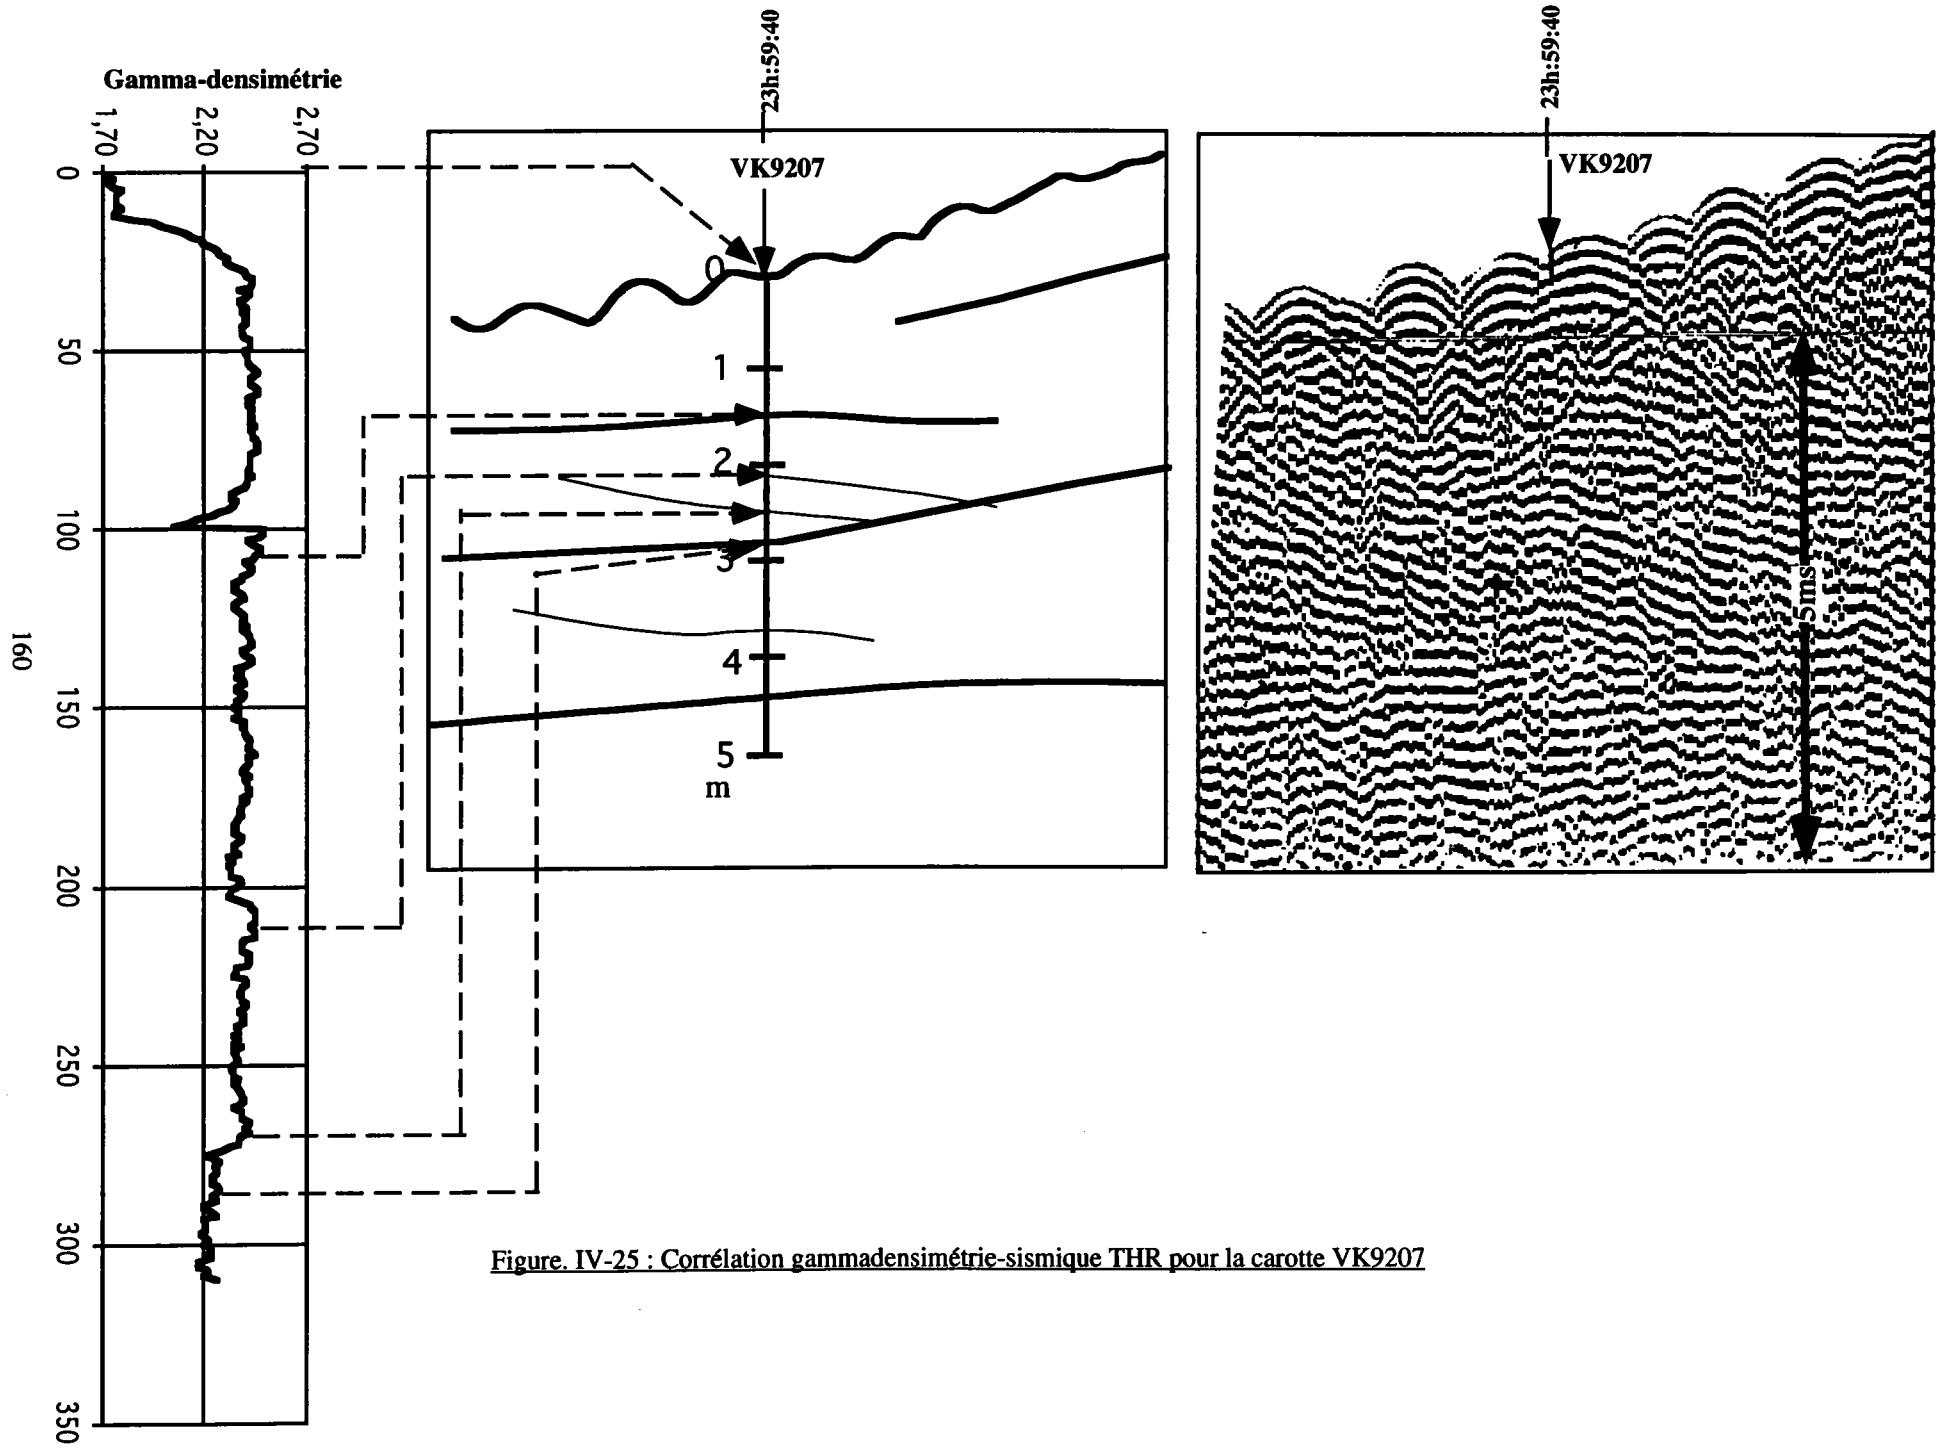 Gamma-densimétrie
1,70
2,20
2,70
0
50
100
150
200
250
300
350
23h:59:40
VK9207
0
1
2
3
4
5
m
23h:59:40
VK9207
5ms
Figure. IV-25 : Corrélation gammadensimétrie-sismique THR pour la carotte VK9207
160